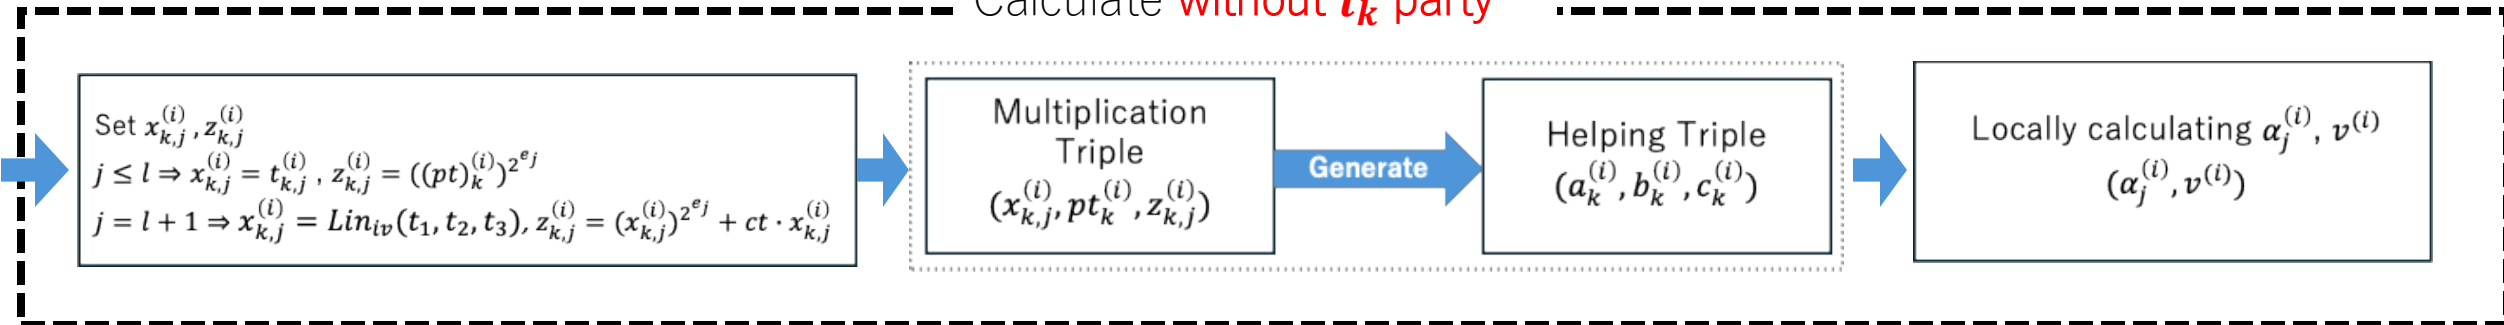 Calculate without i_k party
Set x_{k,j}^{(i)}, z_{k,j}^{(i)}
j ≤ l ⇒ x_{k,j}^{(i)} = t_{k,j}^{(i)}, z_{k,j}^{(i)} = ((pt)_k^{(i)})^{2^{e_j}}
j = l + 1 ⇒ x_{k,j}^{(i)} = Lin_{iv}(t_1, t_2, t_3), z_{k,j}^{(i)} = (x_{k,j}^{(i)})^{2^{e_j}} + ct · x_{k,j}^{(i)}
Multiplication
Triple
(x_{k,j}^{(i)}, pt_k^{(i)}, z_{k,j}^{(i)})
Generate
Helping Triple
(a_k^{(i)}, b_k^{(i)}, c_k^{(i)})
Locally calculating α_j^{(i)}, v^{(i)}
(α_j^{(i)}, v^{(i)})